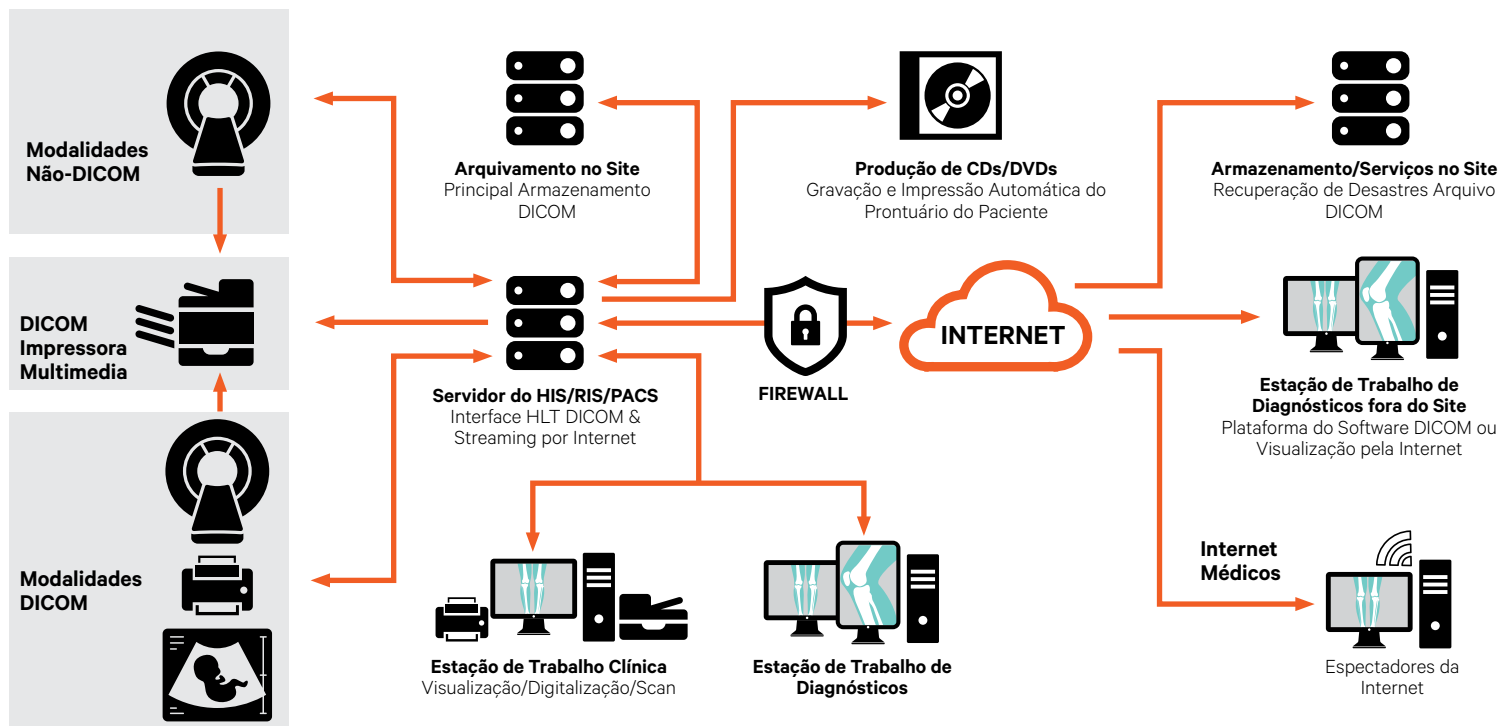 Modalidades
Não-DICOM
Arquivamento no Site
Principal Armazenamento
DICOM
Produção de CDs/DVDs
Gravação e Impressão Automática do
Prontuário do Paciente
Armazenamento/Serviços no Site
Recuperação de Desastres Arquivo
DICOM
DICOM
Impressora
Multimedia
Servidor do HIS/RIS/PACS
Interface HLT DICOM &
Streaming por Internet
FIREWALL
INTERNET
Estação de Trabalho de
Diagnósticos fora do Site
Plataforma do Software DICOM ou
Visualização pela Internet
Modalidades
DICOM
Estação de Trabalho Clínica
Visualização/Digitalização/Scan
Estação de Trabalho de
Diagnósticos
Internet
Médicos
Espectadores da
Internet